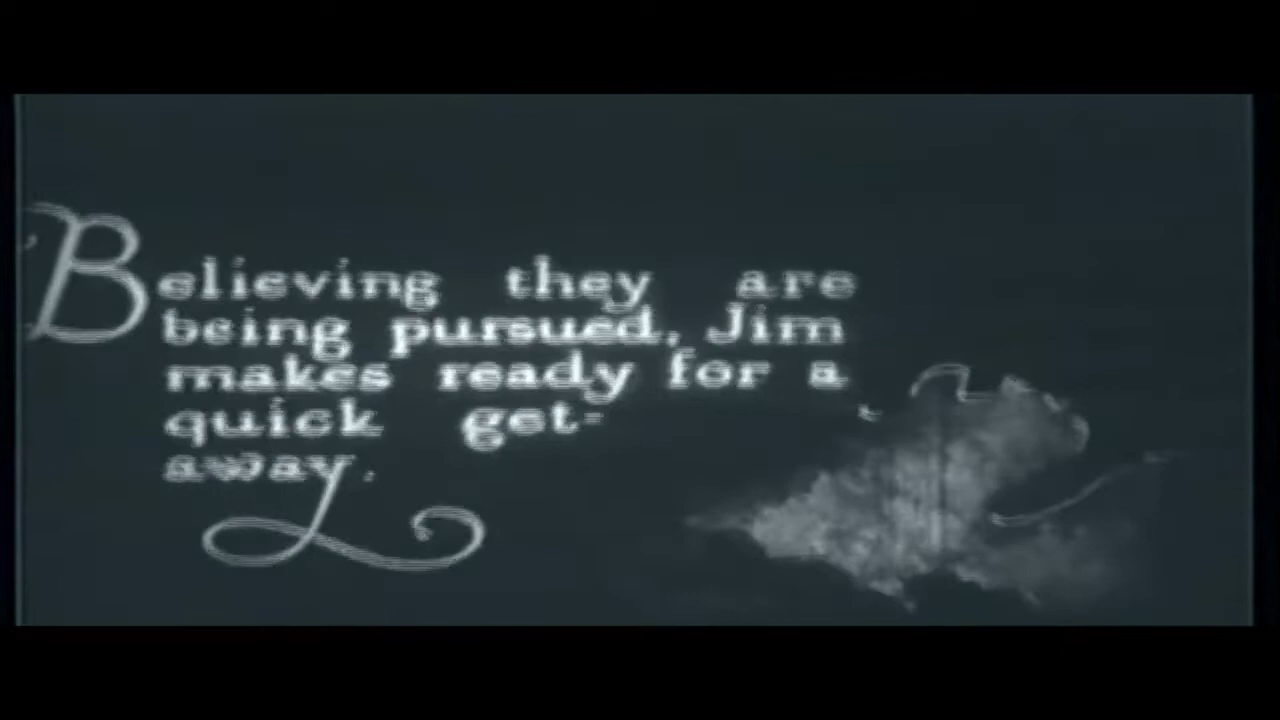 Believing they are
being pursued, Jim
makes ready for a
quick get=
away.